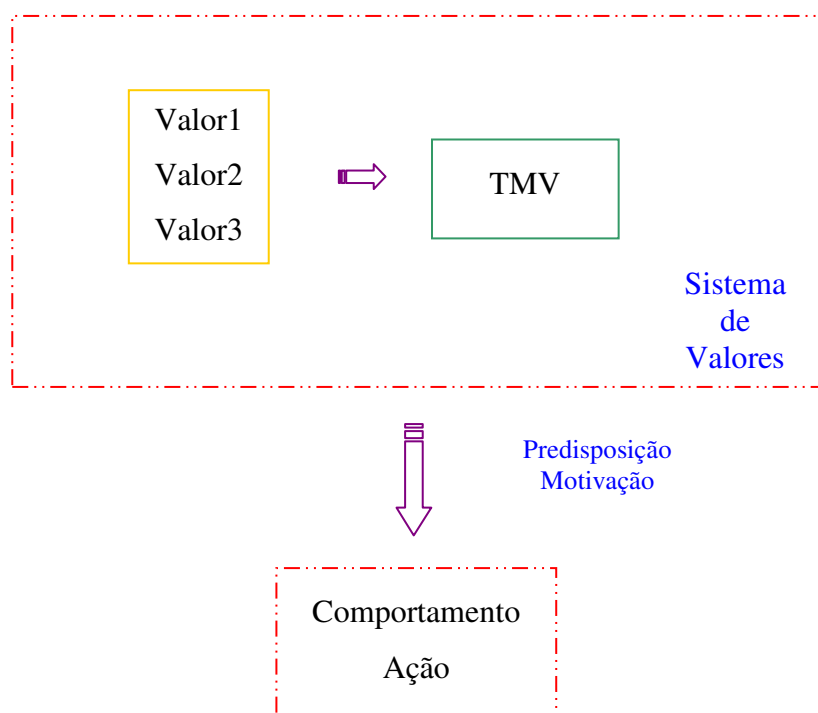 Valor1
Valor2
Valor3
TMV
Sistema
de
Valores
Predisposição
Motivação
Comportamento
Ação